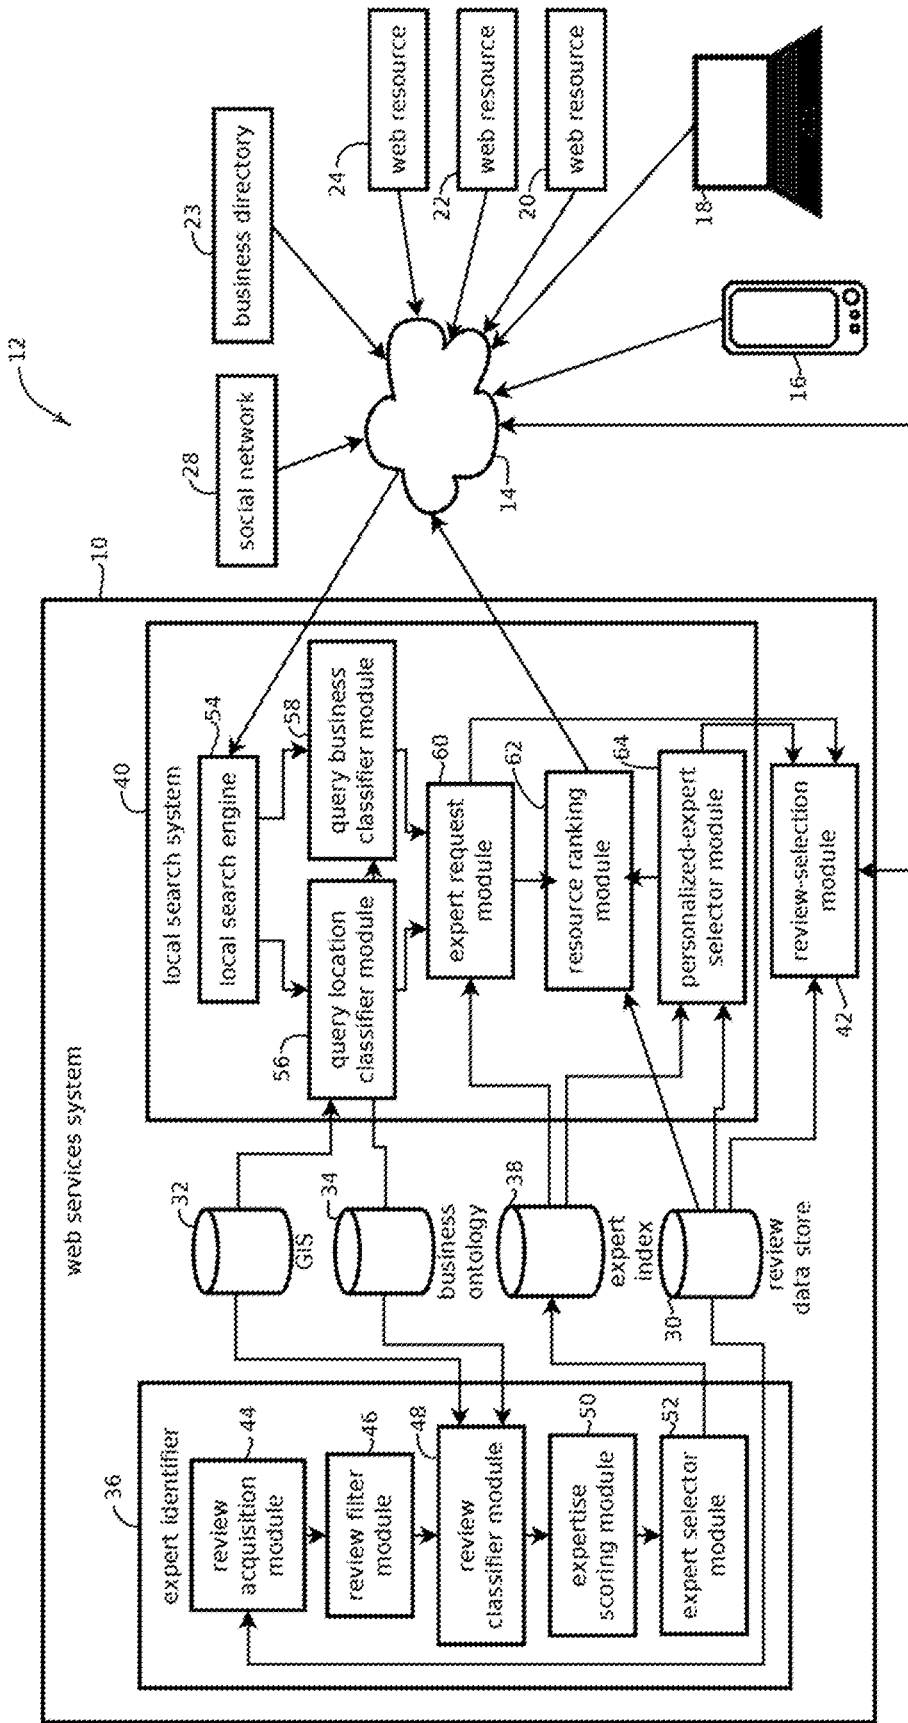 12
web services system
10
36
expert identifier
44
review
acquisition
module
46
review filter
module
48
review
classifier module
50
expertise
scoring module
52
expert selector
module
32
GIS
34
business
ontology
38
expert
index
30
review
data store
40
local search system
54
local search engine
56
query location
classifier module
58
query business
classifier module
60
expert request
module
62
resource ranking
module
64
personalized-expert
selector module
review-selection
module
42
28
social network
23
business directory
24
web resource
22
web resource
20
web resource
14
16
18